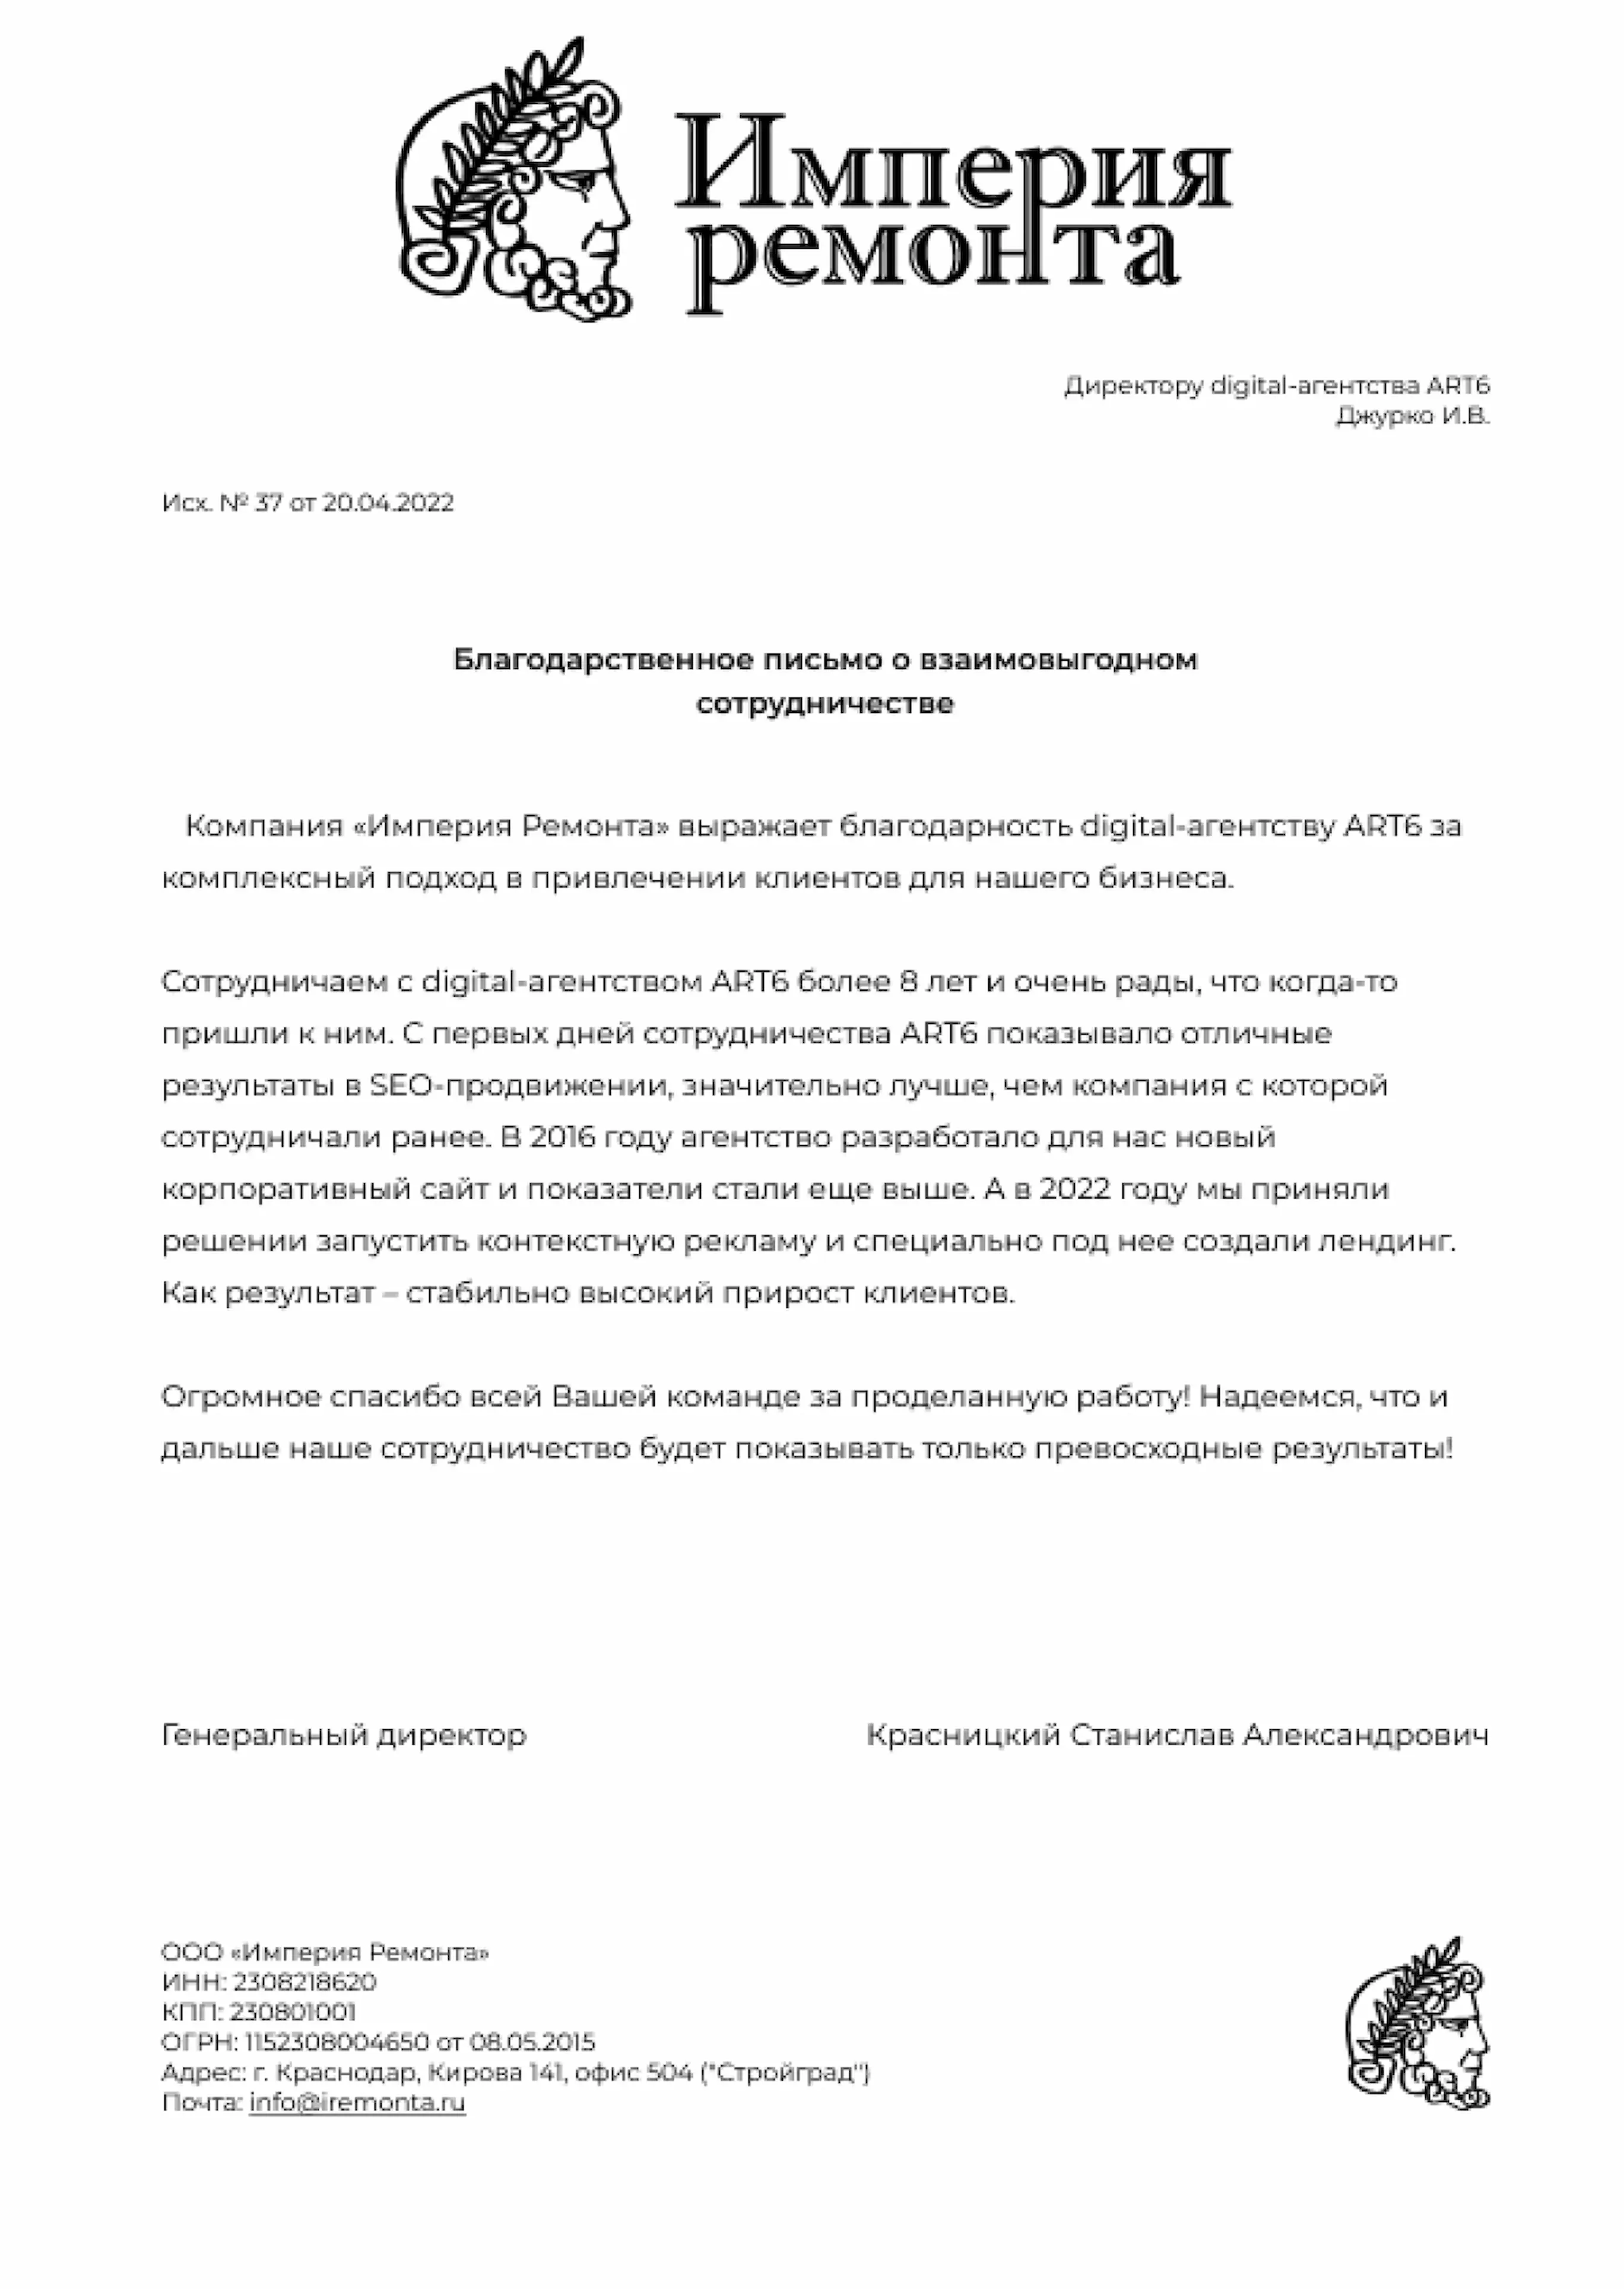 Империя
ремонта
Директору digital-агентства ART6
Джурко И.В.
Исх. № 37 от 20.04.2022
Благодарственное письмо о взаимовыгодном
сотрудничестве
Компания «Империя Ремонта» выражает благодарность digital-агентству ART6 за
комплексный подход в привлечении клиентов для нашего бизнеса.
Сотрудничаем с digital-агентством ART6 более 8 лет и очень рады, что когда-то
пришли к ним. С первых дней сотрудничества ART6 показывало отличные
результаты в SEO-продвижении, значительно лучше, чем компания с которой
сотрудничали ранее. В 2016 году агентство разработало для нас новый
корпоративный сайт и показатели стали еще выше. А в 2022 году мы приняли
решении запустить контекстную рекламу и специально под нее создали лендинг.
Как результат – стабильно высокий прирост клиентов.
Огромное спасибо всей Вашей команде за проделанную работу! Надеемся, что и
дальше наше сотрудничество будет показывать только превосходные результаты!
Генеральный директор Красницкий Станислав Александрович
ООО «Империя Ремонта»
ИНН: 2308218620
КПП: 230801001
ОГРН: 1152308004650 от 08.05.2015
Адрес: г. Краснодар, Кирова 141, офис 504 ("Стройград")
Почта: info@iremonta.ru